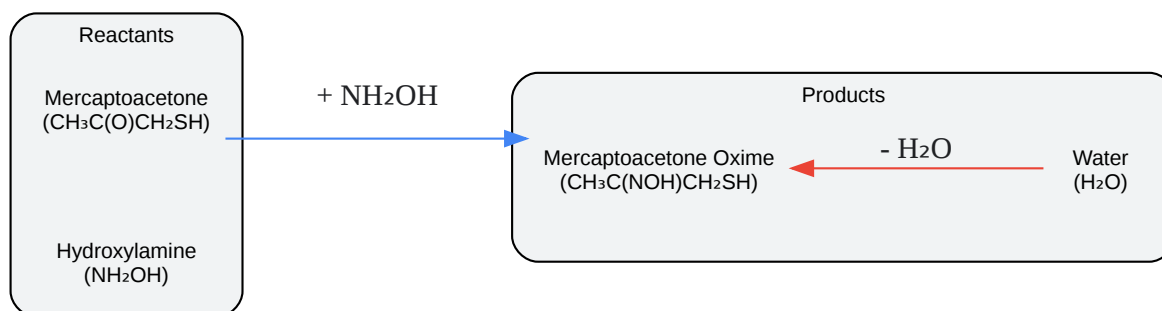 Reactants
Mercaptoacetone
(CH₃C(O)CH₂SH)
Hydroxylamine
(NH₂OH)
+ NH₂OH
Products
Mercaptoacetone Oxime
(CH₃C(NOH)CH₂SH)
- H₂O
Water
(H₂O)